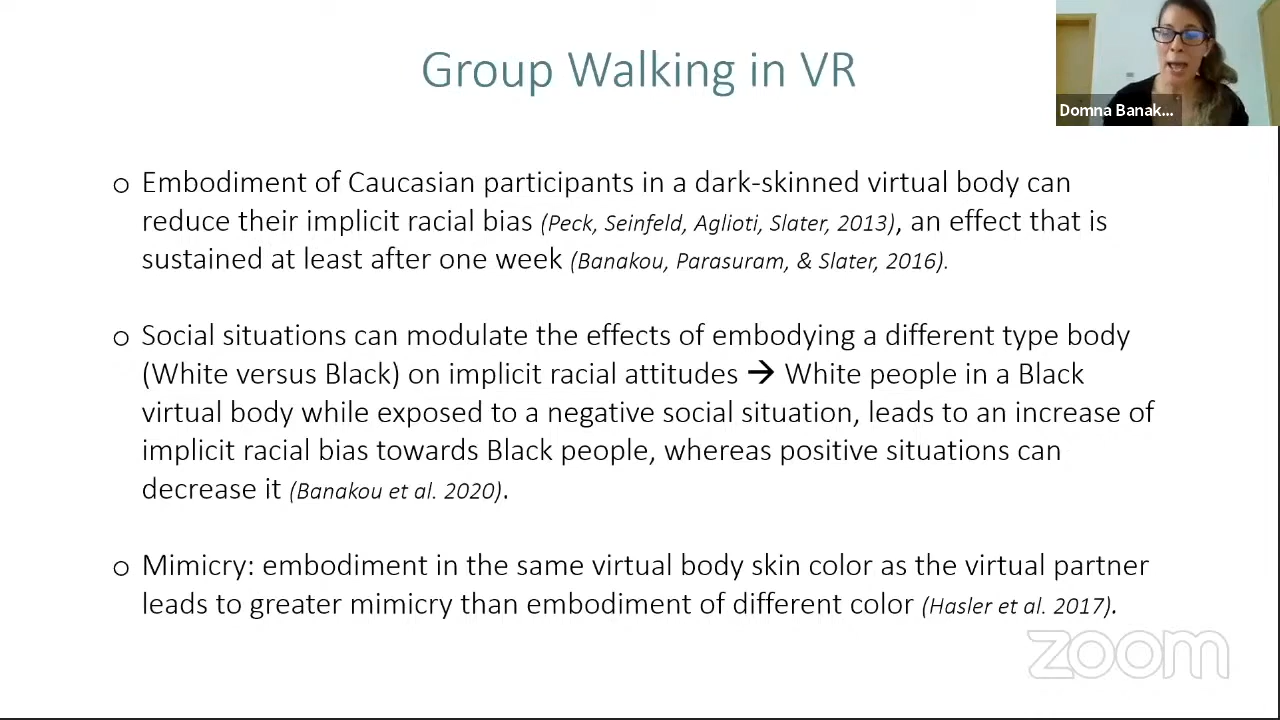 Group Walking in VR
Domna Banak...
o Embodiment of Caucasian participants in a dark-skinned virtual body can
reduce their implicit racial bias (Peck, Seinfeld, Aglioti, Slater, 2013), an effect that is
sustained at least after one week (Banakou, Parasuram, & Slater, 2016).
o Social situations can modulate the effects of embodying a different type body
(White versus Black) on implicit racial attitudes → White people in a Black
virtual body while exposed to a negative social situation, leads to an increase of
implicit racial bias towards Black people, whereas positive situations can
decrease it (Banakou et al. 2020).
o Mimicry: embodiment in the same virtual body skin color as the virtual partner
leads to greater mimicry than embodiment of different color (Hasler et al. 2017).
zoom